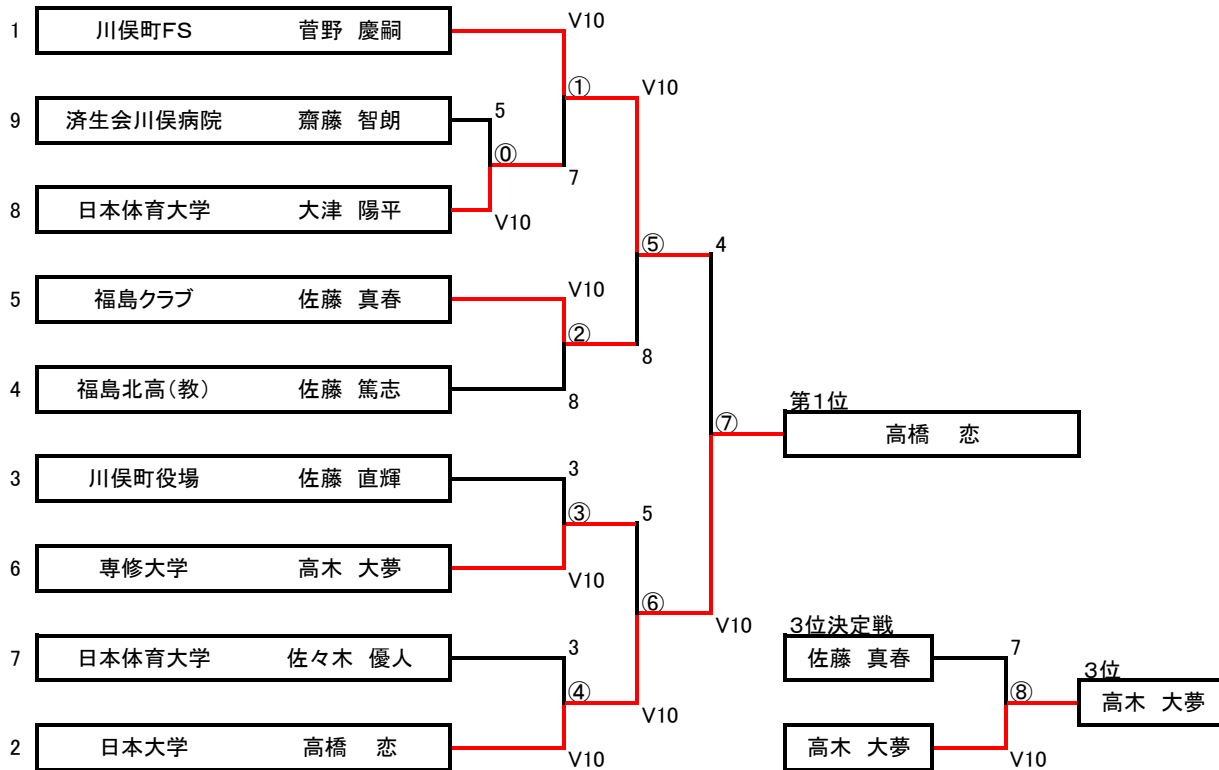 V10
1 川俣町FS 菅野 慶嗣
① V10
9 済生会川俣病院 齋藤 智朗 5
⓪
7
8 日本体育大学 大津 陽平
V10
⑤ 4
5 福島クラブ 佐藤 真春 V10
②
8
4 福島北高(教) 佐藤 篤志
8
第1位
⑦
高橋 恋
3 川俣町役場 佐藤 直輝 3
③ 5
6 専修大学 高木 大夢
V10
⑥
V10
3位決定戦
7 日本体育大学 佐々木 優人 3
佐藤 真春 7
3位
④
⑧
高木 大夢
V10
2 日本大学 高橋 恋
V10
高木 大夢
V10